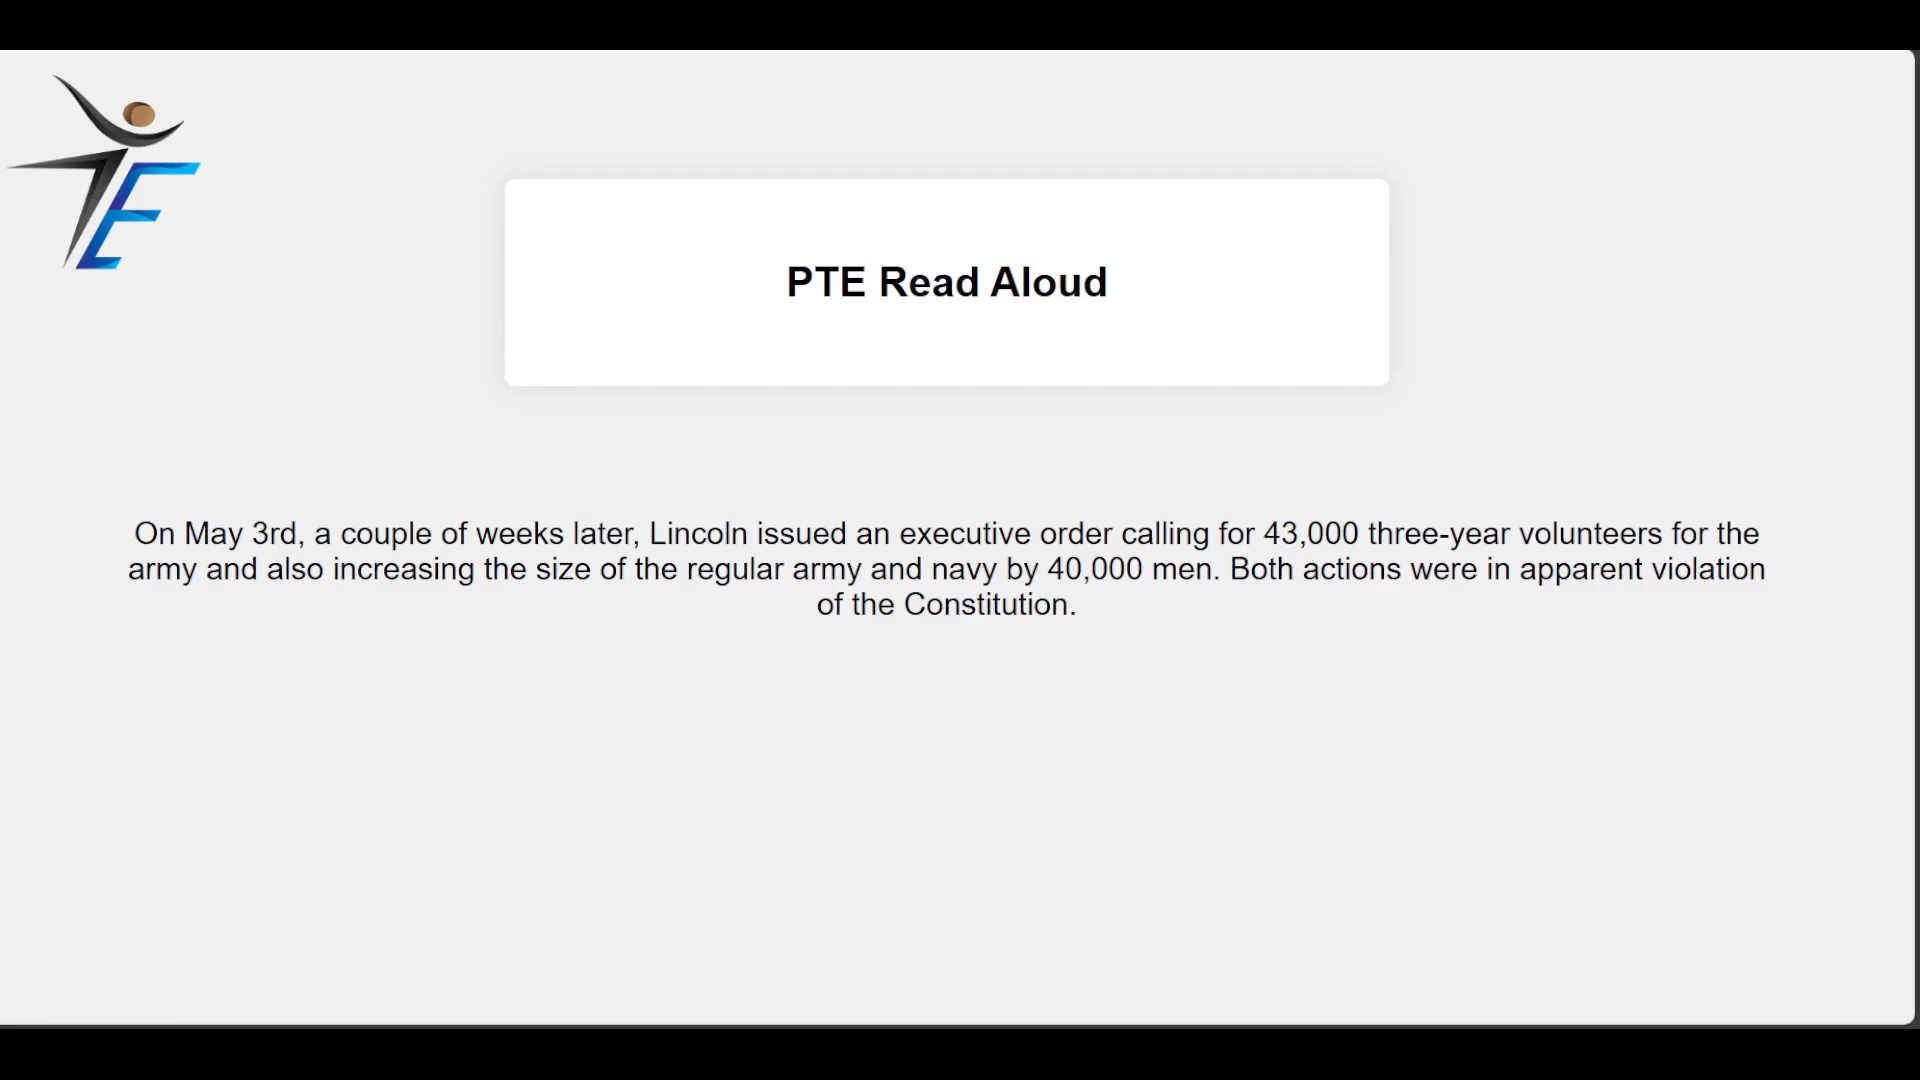 PTE Read Aloud
On May 3rd, a couple of weeks later, Lincoln issued an executive order calling for 43,000 three-year volunteers for the
army and also increasing the size of the regular army and navy by 40,000 men. Both actions were in apparent violation
of the Constitution.